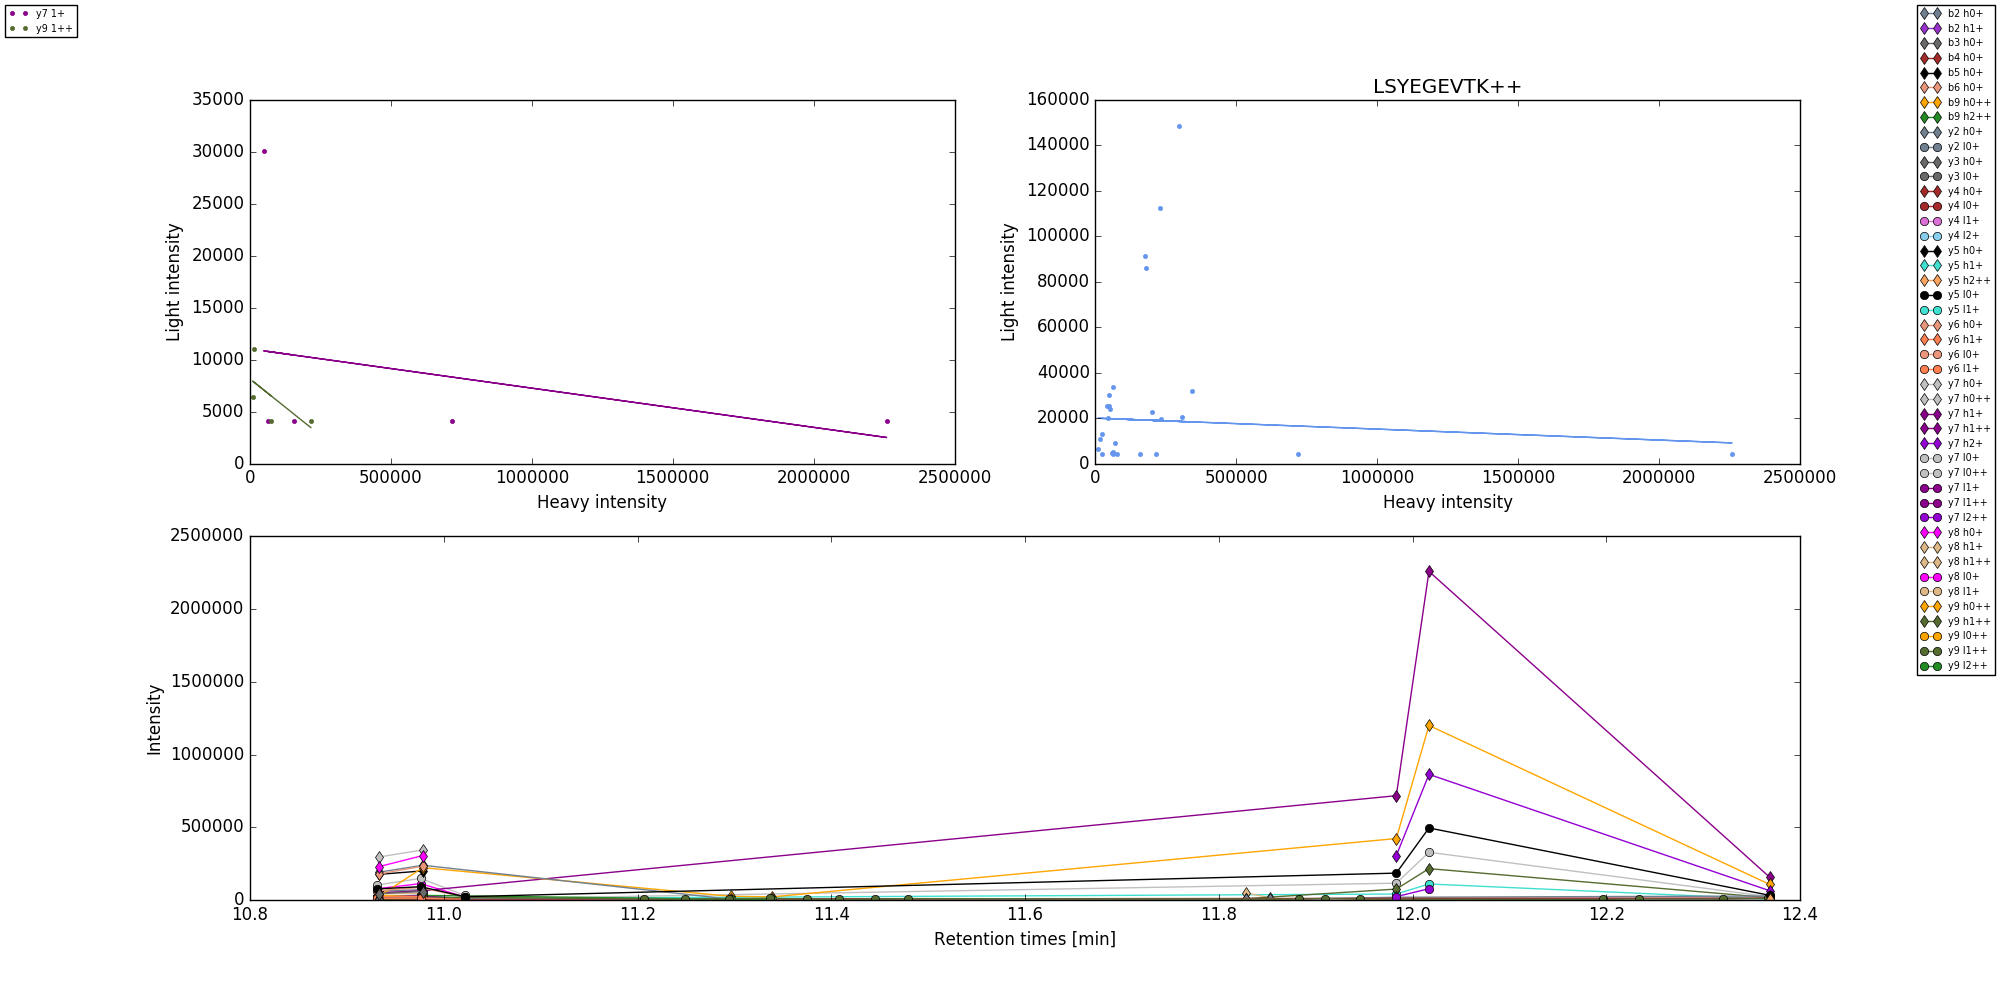 y7 1+
y9 1++
35000
30000
25000
20000
15000
10000
5000
0
0 500000 1000000 1500000 2000000 2500000
Light intensity
Heavy intensity
LSYEGEVTK++
160000
140000
120000
100000
80000
60000
40000
20000
0
0 500000 1000000 1500000 2000000 2500000
Light intensity
Heavy intensity
2500000
2000000
1500000
1000000
500000
0
10.8 11.0 11.2 11.4 11.6 11.8 12.0 12.2 12.4
Intensity
Retention times [min]
b2 h0+
b2 h1+
b3 h0+
b4 h0+
b5 h0+
b6 h0+
b9 h0++
b9 h2++
y2 h0+
y2 l0+
y3 h0+
y3 l0+
y4 h0+
y4 l0+
y4 l1+
y4 l2+
y5 h0+
y5 h1+
y5 h2++
y5 l0+
y5 l1+
y6 h0+
y6 h1+
y6 l0+
y6 l1+
y7 h0+
y7 h0++
y7 h1+
y7 h1++
y7 h2+
y7 l0+
y7 l0++
y7 l1+
y7 l1++
y7 l2++
y8 h0+
y8 h1+
y8 h1++
y8 l0+
y8 l1+
y9 h0++
y9 h1++
y9 l0++
y9 l1++
y9 l2++